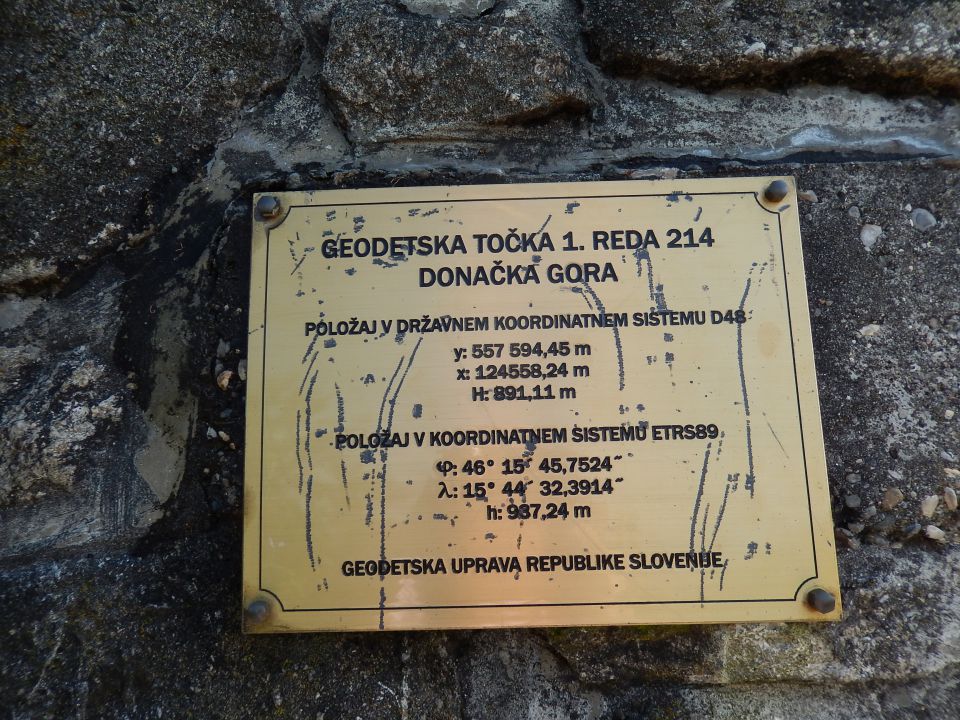 GEODETSKA TOČKA 1. REDA 214
DONAČKA GORA
POLOŽAJ V DRŽAVNEM KOORDINATNEM SISTEMU D48
y: 557 594,45 m
x: 124558,24 m
H: 891,11 m
POLOŽAJ V KOORDINATNEM SISTEMU ETRS89
φ: 46° 15´ 45,7524˝
λ: 15° 44´ 32,3914˝
h: 937,24 m
GEODETSKA UPRAVA REPUBLIKE SLOVENIJE